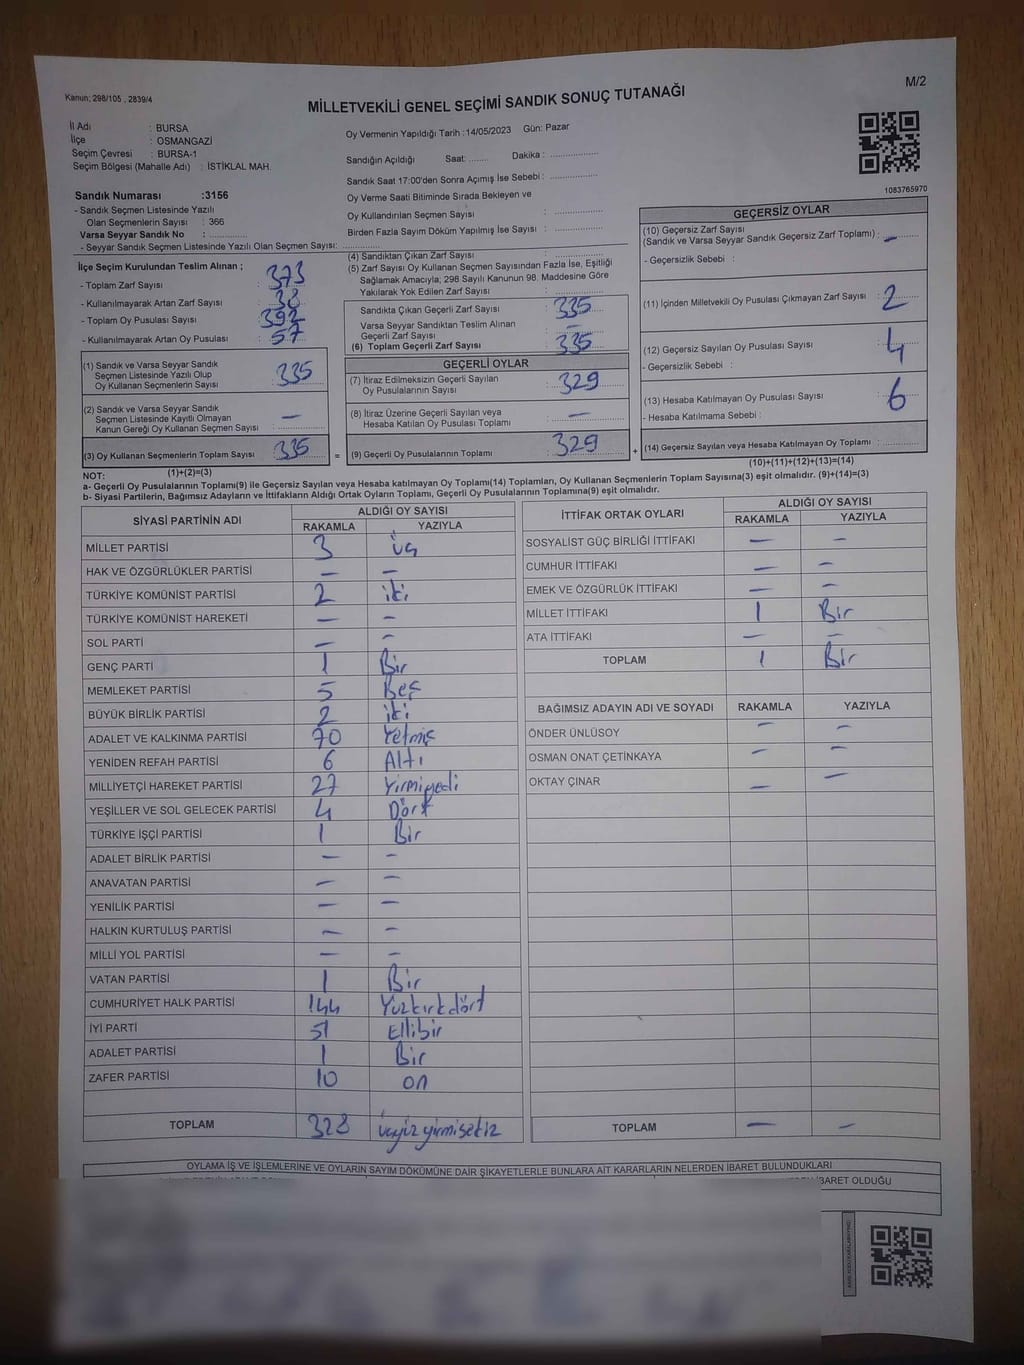 Kanun; 298/105 , 2839/4
M/2
MİLLETVEKİLİ GENEL SEÇİMİ SANDIK SONUÇ TUTANAĞI
İl Adı : BURSA
İlçe : OSMANGAZİ
Seçim Çevresi : BURSA-1
Seçim Bölgesi (Mahalle Adı) : İSTİKLAL MAH.
Oy Vermenin Yapıldığı Tarih :14/05/2023 Gün: Pazar
Sandığın Açıldığı Saat: ........ Dakika : ................
Sandık Saat 17:00'den Sonra Açımış İse Sebebi : ................
Oy Verme Saati Bitiminde Sırada Bekleyen ve
Oy Kullandırılan Seçmen Sayısı : ................
Birden Fazla Sayım Döküm Yapılmış İse Sayısı : ................
1083765970
Sandık Numarası :3156
- Sandık Seçmen Listesinde Yazılı
Olan Seçmenlerin Sayısı : 366
Varsa Seyyar Sandık No : ................
- Seyyar Sandık Seçmen Listesinde Yazılı Olan Seçmen Sayısı: ................
İlçe Seçim Kurulundan Teslim Alınan ;
- Toplam Zarf Sayısı : 373
- Kullanılmayarak Artan Zarf Sayısı : 38
- Toplam Oy Pusulası Sayısı : 392
- Kullanılmayarak Artan Oy Pusulası : 57
(1) Sandık ve Varsa Seyyar Sandık
Seçmen Listesinde Yazılı Olup
Oy Kullanan Seçmenlerin Sayısı : 335
(2) Sandık ve Varsa Seyyar Sandık
Seçmen Listesinde Kayıtlı Olmayan
Kanun Gereği Oy Kullanan Seçmen Sayısı : —
(3) Oy Kullanan Seçmenlerin Toplam Sayısı : 335
(1)+(2)=(3)
(4) Sandıktan Çıkan Zarf Sayısı : ................
(5) Zarf Sayısı Oy Kullanan Seçmen Sayısından Fazla İse, Eşitliği
Sağlamak Amacıyla; 298 Sayılı Kanunun 98. Maddesine Göre
Yakılarak Yok Edilen Zarf Sayısı : ................
Sandıkta Çıkan Geçerli Zarf Sayısı : 335
Varsa Seyyar Sandıktan Teslim Alınan
Geçerli Zarf Sayısı : —
(6) Toplam Geçerli Zarf Sayısı : 335
GEÇERLİ OYLAR
(7) İtiraz Edilmeksizin Geçerli Sayılan
Oy Pusulalarının Sayısı : 329
(8) İtiraz Üzerine Geçerli Sayılan veya
Hesaba Katılan Oy Pusulası Toplamı : —
= (9) Geçerli Oy Pusulalarının Toplamı : 329
GEÇERSİZ OYLAR
(10) Geçersiz Zarf Sayısı
(Sandık ve Varsa Seyyar Sandık Geçersiz Zarf Toplamı) : —
- Geçersizlik Sebebi :
(11) İçinden Milletvekili Oy Pusulası Çıkmayan Zarf Sayısı : 2
(12) Geçersiz Sayılan Oy Pusulası Sayısı : 4
- Geçersizlik Sebebi :
(13) Hesaba Katılmayan Oy Pusulası Sayısı : 6
- Hesaba Katılmama Sebebi :
+ (14) Geçersiz Sayılan veya Hesaba Katılmayan Oy Toplamı : ................
(10)+(11)+(12)+(13)=(14)
NOT:
a- Geçerli Oy Pusulalarının Toplamı(9) ile Geçersiz Sayılan veya Hesaba katılmayan Oy Toplamı(14) Toplamları, Oy Kullanan Seçmenlerin Toplam Sayısına(3) eşit olmalıdır. (9)+(14)=(3)
b- Siyasi Partilerin, Bağımsız Adayların ve İttifakların Aldığı Ortak Oyların Toplamı, Geçerli Oy Pusulalarının Toplamına(9) eşit olmalıdır.
SİYASİ PARTİNİN ADI ALDIĞI OY SAYISI
RAKAMLA YAZIYLA
MİLLET PARTİSİ 3 üç
HAK VE ÖZGÜRLÜKLER PARTİSİ — —
TÜRKİYE KOMÜNİST PARTİSİ 2 iki
TÜRKİYE KOMÜNİST HAREKETİ — —
SOL PARTİ — —
GENÇ PARTİ 1 Bir
MEMLEKET PARTİSİ 5 Beş
BÜYÜK BİRLİK PARTİSİ 2 iki
ADALET VE KALKINMA PARTİSİ 70 Yetmiş
YENİDEN REFAH PARTİSİ 6 Altı
MİLLİYETÇİ HAREKET PARTİSİ 27 Yirmiyedi
YEŞİLLER VE SOL GELECEK PARTİSİ 4 Dört
TÜRKİYE İŞÇİ PARTİSİ 1 Bir
ADALET BİRLİK PARTİSİ — —
ANAVATAN PARTİSİ — —
YENİLİK PARTİSİ — —
HALKIN KURTULUŞ PARTİSİ — —
MİLLİ YOL PARTİSİ — —
VATAN PARTİSİ 1 Bir
CUMHURİYET HALK PARTİSİ 144 Yüzkırkdört
İYİ PARTİ 51 Ellibir
ADALET PARTİSİ 1 Bir
ZAFER PARTİSİ 10 on
TOPLAM 328 üçyüzyirmisekiz
İTTİFAK ORTAK OYLARI ALDIĞI OY SAYISI
RAKAMLA YAZIYLA
SOSYALİST GÜÇ BİRLİĞİ İTTİFAKI — —
CUMHUR İTTİFAKI — —
EMEK VE ÖZGÜRLÜK İTTİFAKI — —
MİLLET İTTİFAKI 1 Bir
ATA İTTİFAKI — —
TOPLAM 1 Bir
BAĞIMSIZ ADAYIN ADI VE SOYADI RAKAMLA YAZIYLA
ÖNDER ÜNLÜSOY — —
OSMAN ONAT ÇETİNKAYA — —
OKTAY ÇINAR — —
TOPLAM — —
OYLAMA İŞ VE İŞLEMLERİNE VE OYLARIN SAYIM DÖKÜMÜNE DAİR ŞİKAYETLERLE BUNLARA AİT KARARLARIN NELERDEN İBARET BULUNDUKLARI
İBARET OLDUĞU